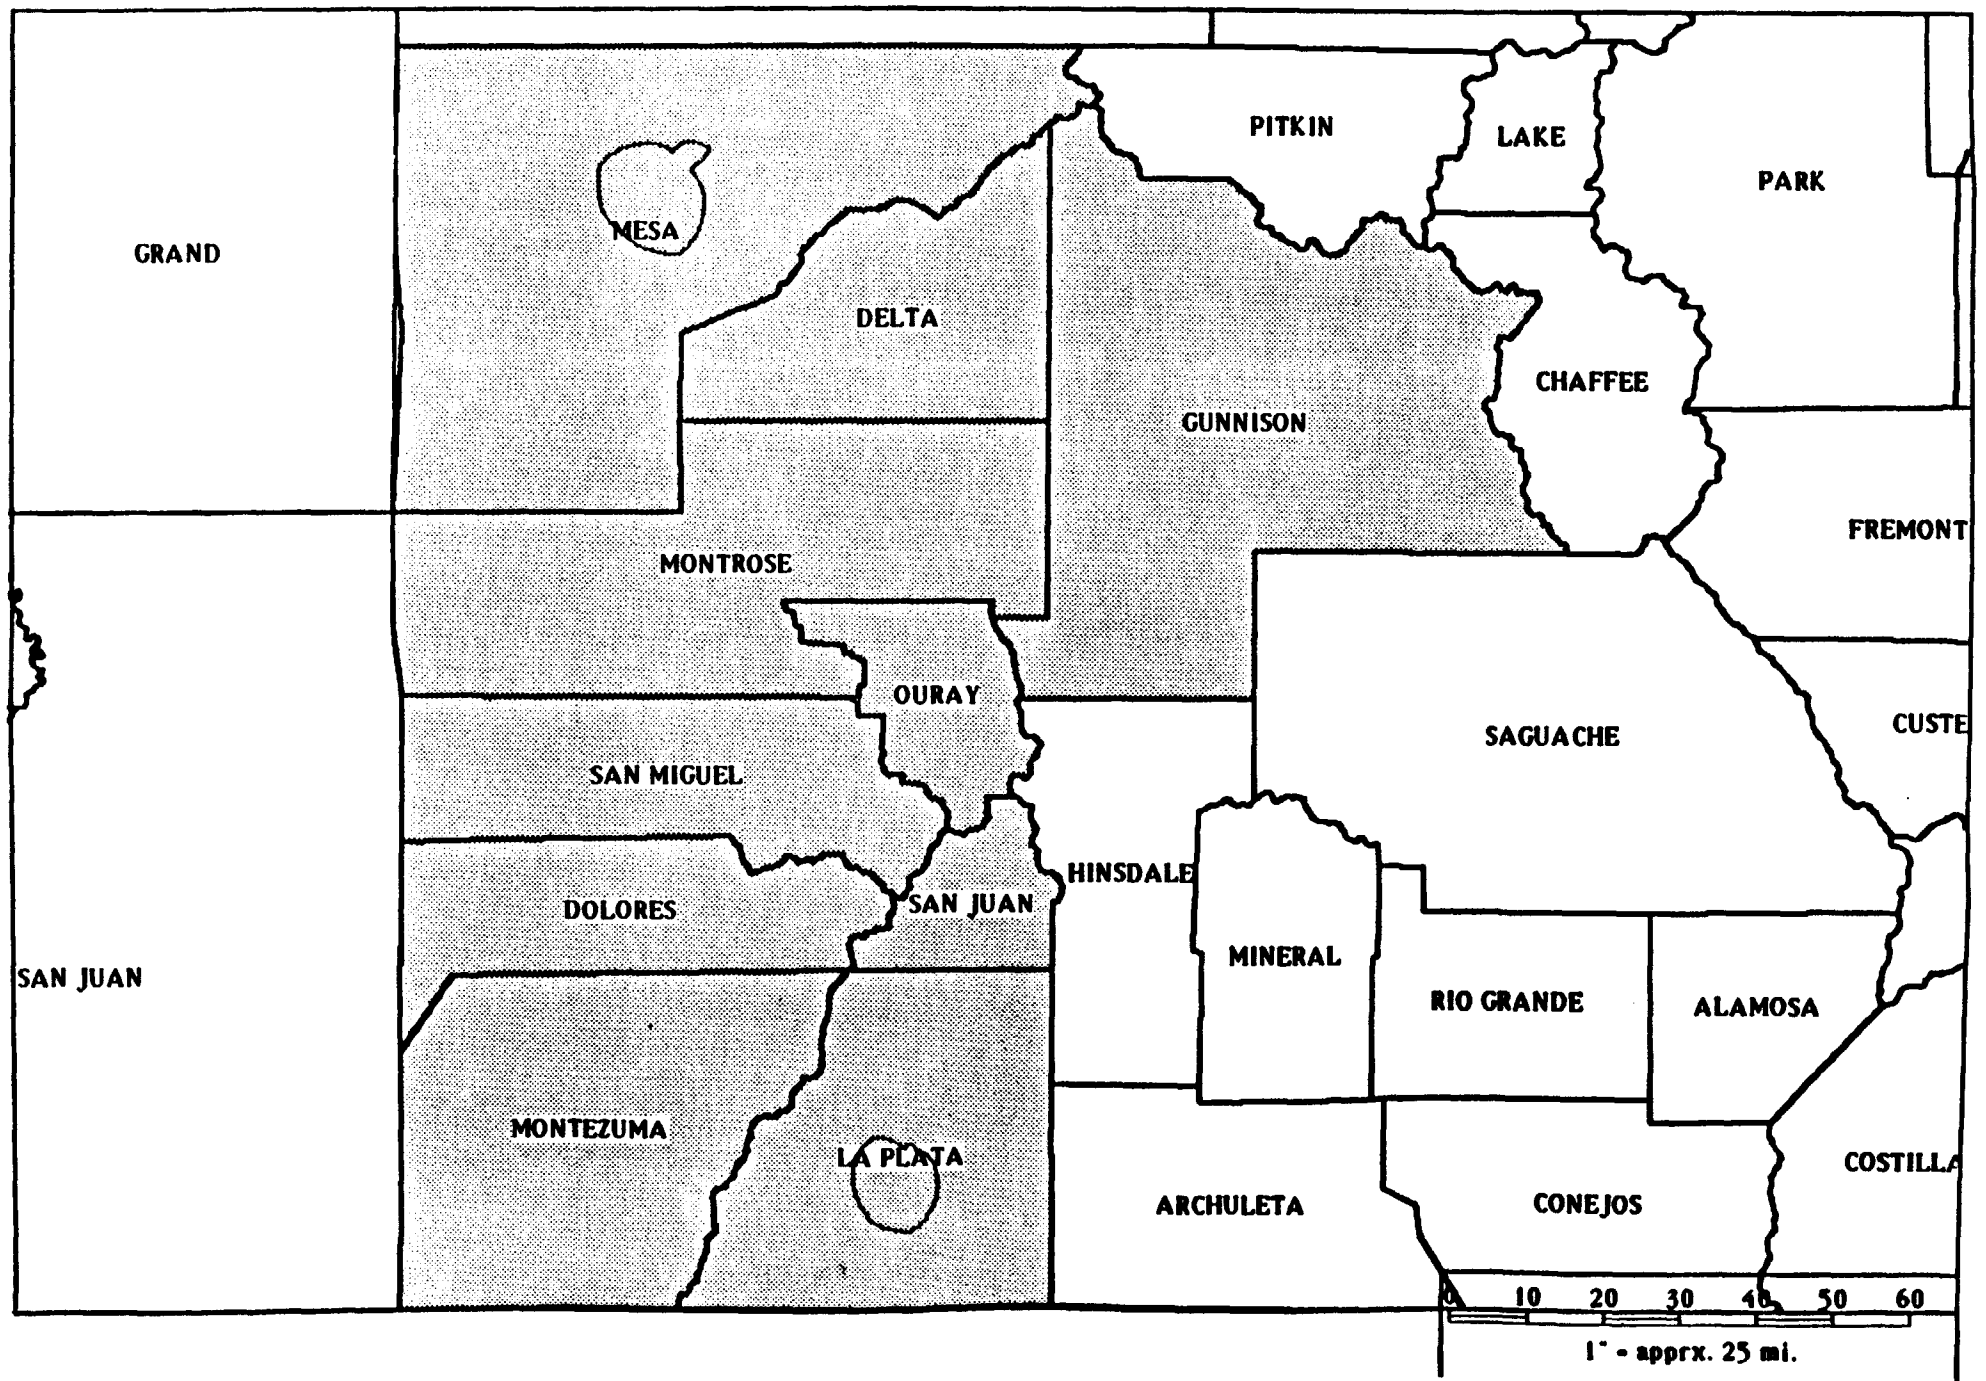 PITKIN
LAKE
PARK
MESA
GRAND
DELTA
CHAFFEE
GUNNISON
FREMONT
MONTROSE
OURAY
CUSTE
SAGUACHE
SAN MIGUEL
HINSDALE
DOLORES
SAN JUAN
MINERAL
SAN JUAN
RIO GRANDE
ALAMOSA
MONTEZUMA
LA PLATA
COSTILLA
ARCHULETA
CONEJOS
0 10 20 30 40 50 60
1" - apprx. 25 mi.